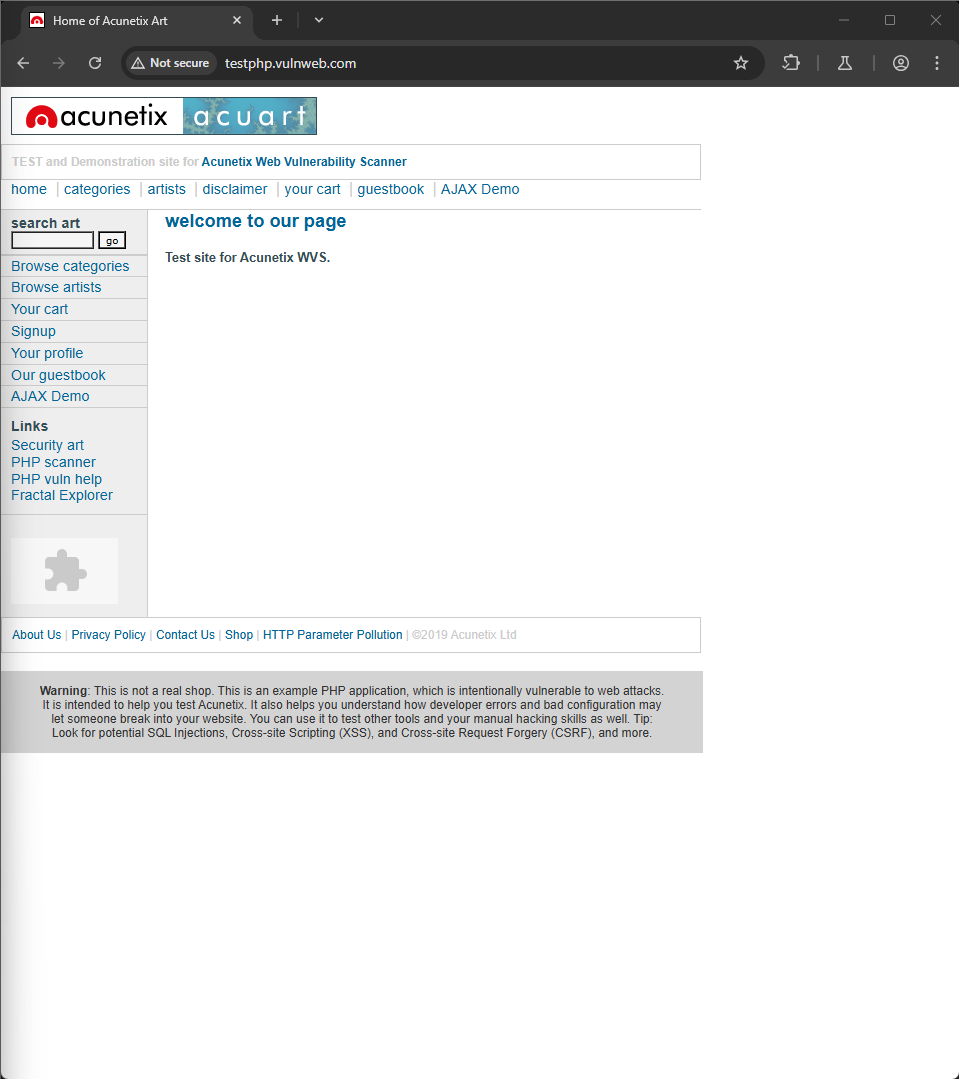 Home of Acunetix Art
Not secure testphp.vulnweb.com
acunetix acuart
TEST and Demonstration site for Acunetix Web Vulnerability Scanner
home | categories | artists | disclaimer | your cart | guestbook | AJAX Demo
search art
go
Browse categories
Browse artists
Your cart
Signup
Your profile
Our guestbook
AJAX Demo
Links
Security art
PHP scanner
PHP vuln help
Fractal Explorer
welcome to our page
Test site for Acunetix WVS.
About Us | Privacy Policy | Contact Us | Shop | HTTP Parameter Pollution | ©2019 Acunetix Ltd
Warning: This is not a real shop. This is an example PHP application, which is intentionally vulnerable to web attacks.
It is intended to help you test Acunetix. It also helps you understand how developer errors and bad configuration may
let someone break into your website. You can use it to test other tools and your manual hacking skills as well. Tip:
Look for potential SQL Injections, Cross-site Scripting (XSS), and Cross-site Request Forgery (CSRF), and more.